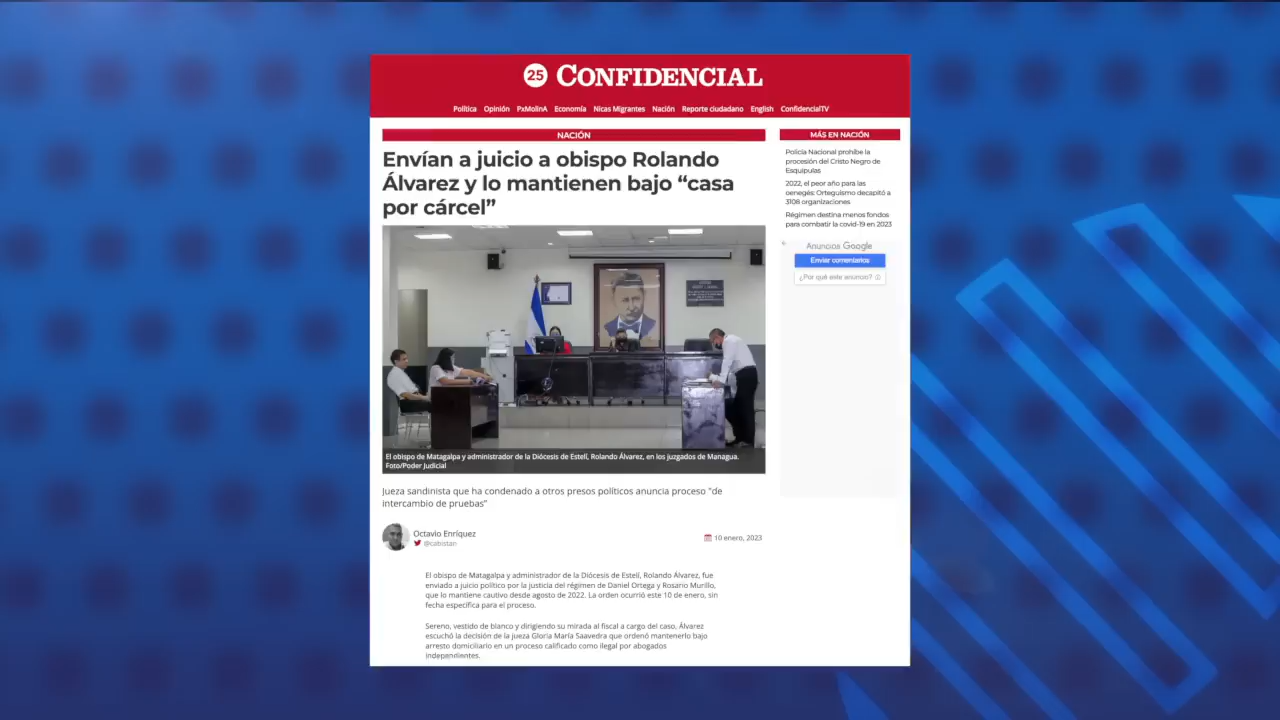 25 CONFIDENCIAL
Política Opinión PxMolinA Economía Nicas Migrantes Nación Reporte ciudadano English ConfidencialTV
NACIÓN
Envían a juicio a obispo Rolando
Álvarez y lo mantienen bajo “casa
por cárcel”
El obispo de Matagalpa y administrador de la Diócesis de Estelí, Rolando Álvarez, en los juzgados de Managua.
Foto/Poder Judicial
Jueza sandinista que ha condenado a otros presos políticos anuncia proceso "de
intercambio de pruebas"
Octavio Enríquez
@cabistan
10 enero, 2023
El obispo de Matagalpa y administrador de la Diócesis de Estelí, Rolando Álvarez, fue
enviado a juicio político por la justicia del régimen de Daniel Ortega y Rosario Murillo,
que lo mantiene cautivo desde agosto de 2022. La orden ocurrió este 10 de enero, sin
fecha específica para el proceso.
Sereno, vestido de blanco y dirigiendo su mirada al fiscal a cargo del caso, Álvarez
escuchó la decisión de la jueza Gloria María Saavedra que ordenó mantenerlo bajo
arresto domiciliario en un proceso calificado como ilegal por abogados
independientes.
MÁS EN NACIÓN
Policía Nacional prohíbe la
procesión del Cristo Negro de
Esquipulas
2022, el peor año para las
oenegés: Orteguismo decapitó a
3108 organizaciones
Régimen destina menos fondos
para combatir la covid-19 en 2023
Anuncios Google
Enviar comentarios
¿Por qué este anuncio?